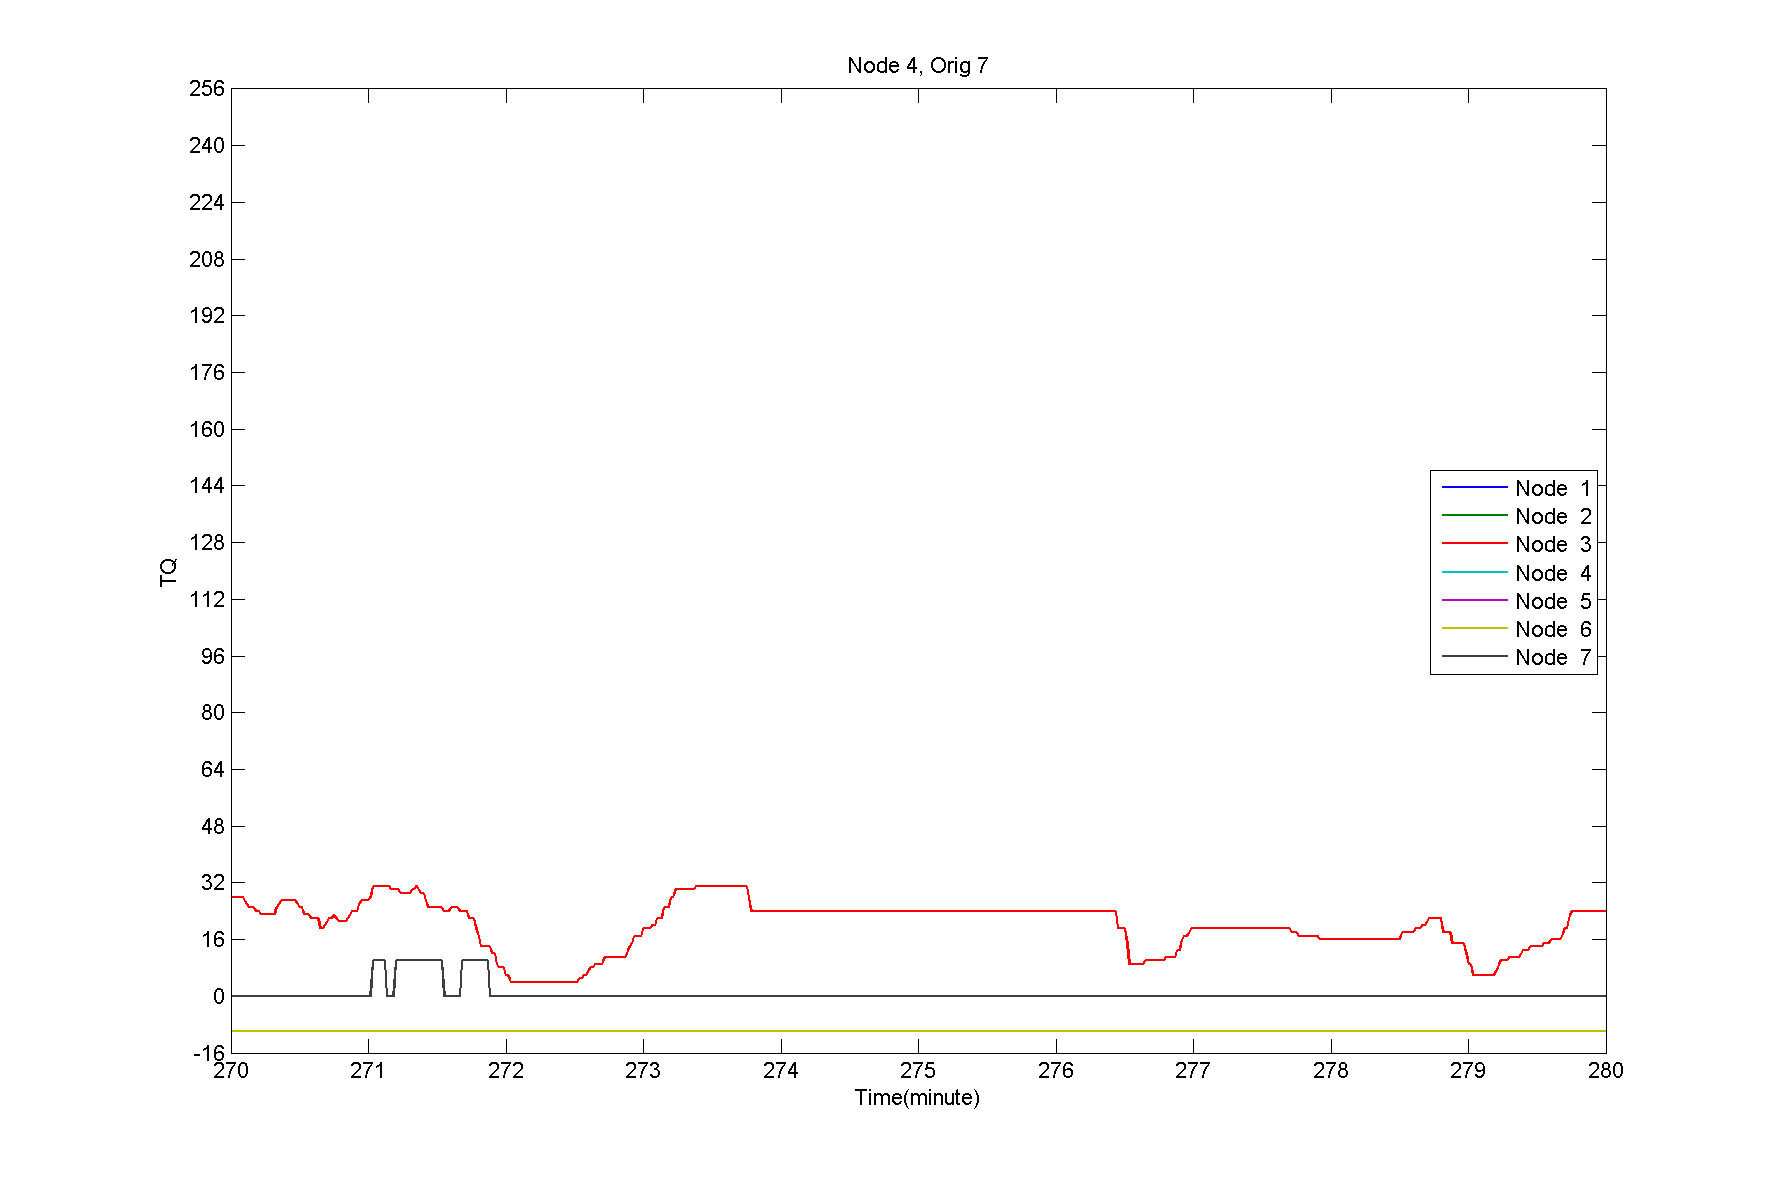 Node 4, Orig 7
256
240
224
208
192
176
160
144
128
112
96
80
64
48
32
16
0
-16
TQ
Node 1
Node 2
Node 3
Node 4
Node 5
Node 6
Node 7
270 271 272 273 274 275 276 277 278 279 280
Time(minute)